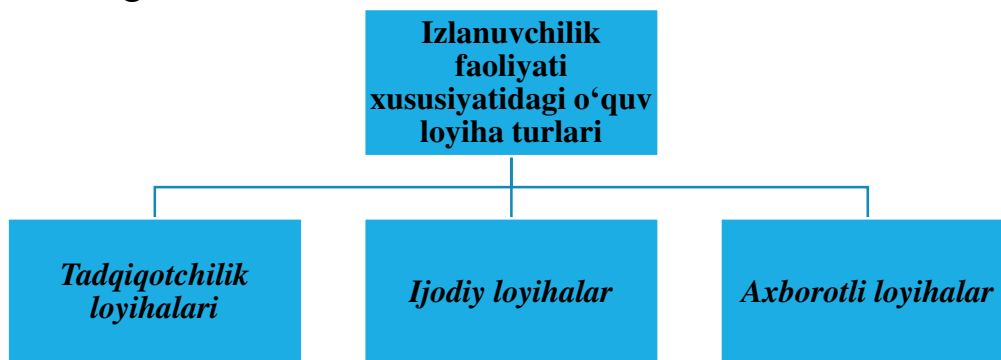 Izlanuvchilik
faoliyati
xususiyatidagi o‘quv
loyiha turlari
Tadqiqotchilik
loyihalari
Ijodiy loyihalar
Axborotli loyihalar